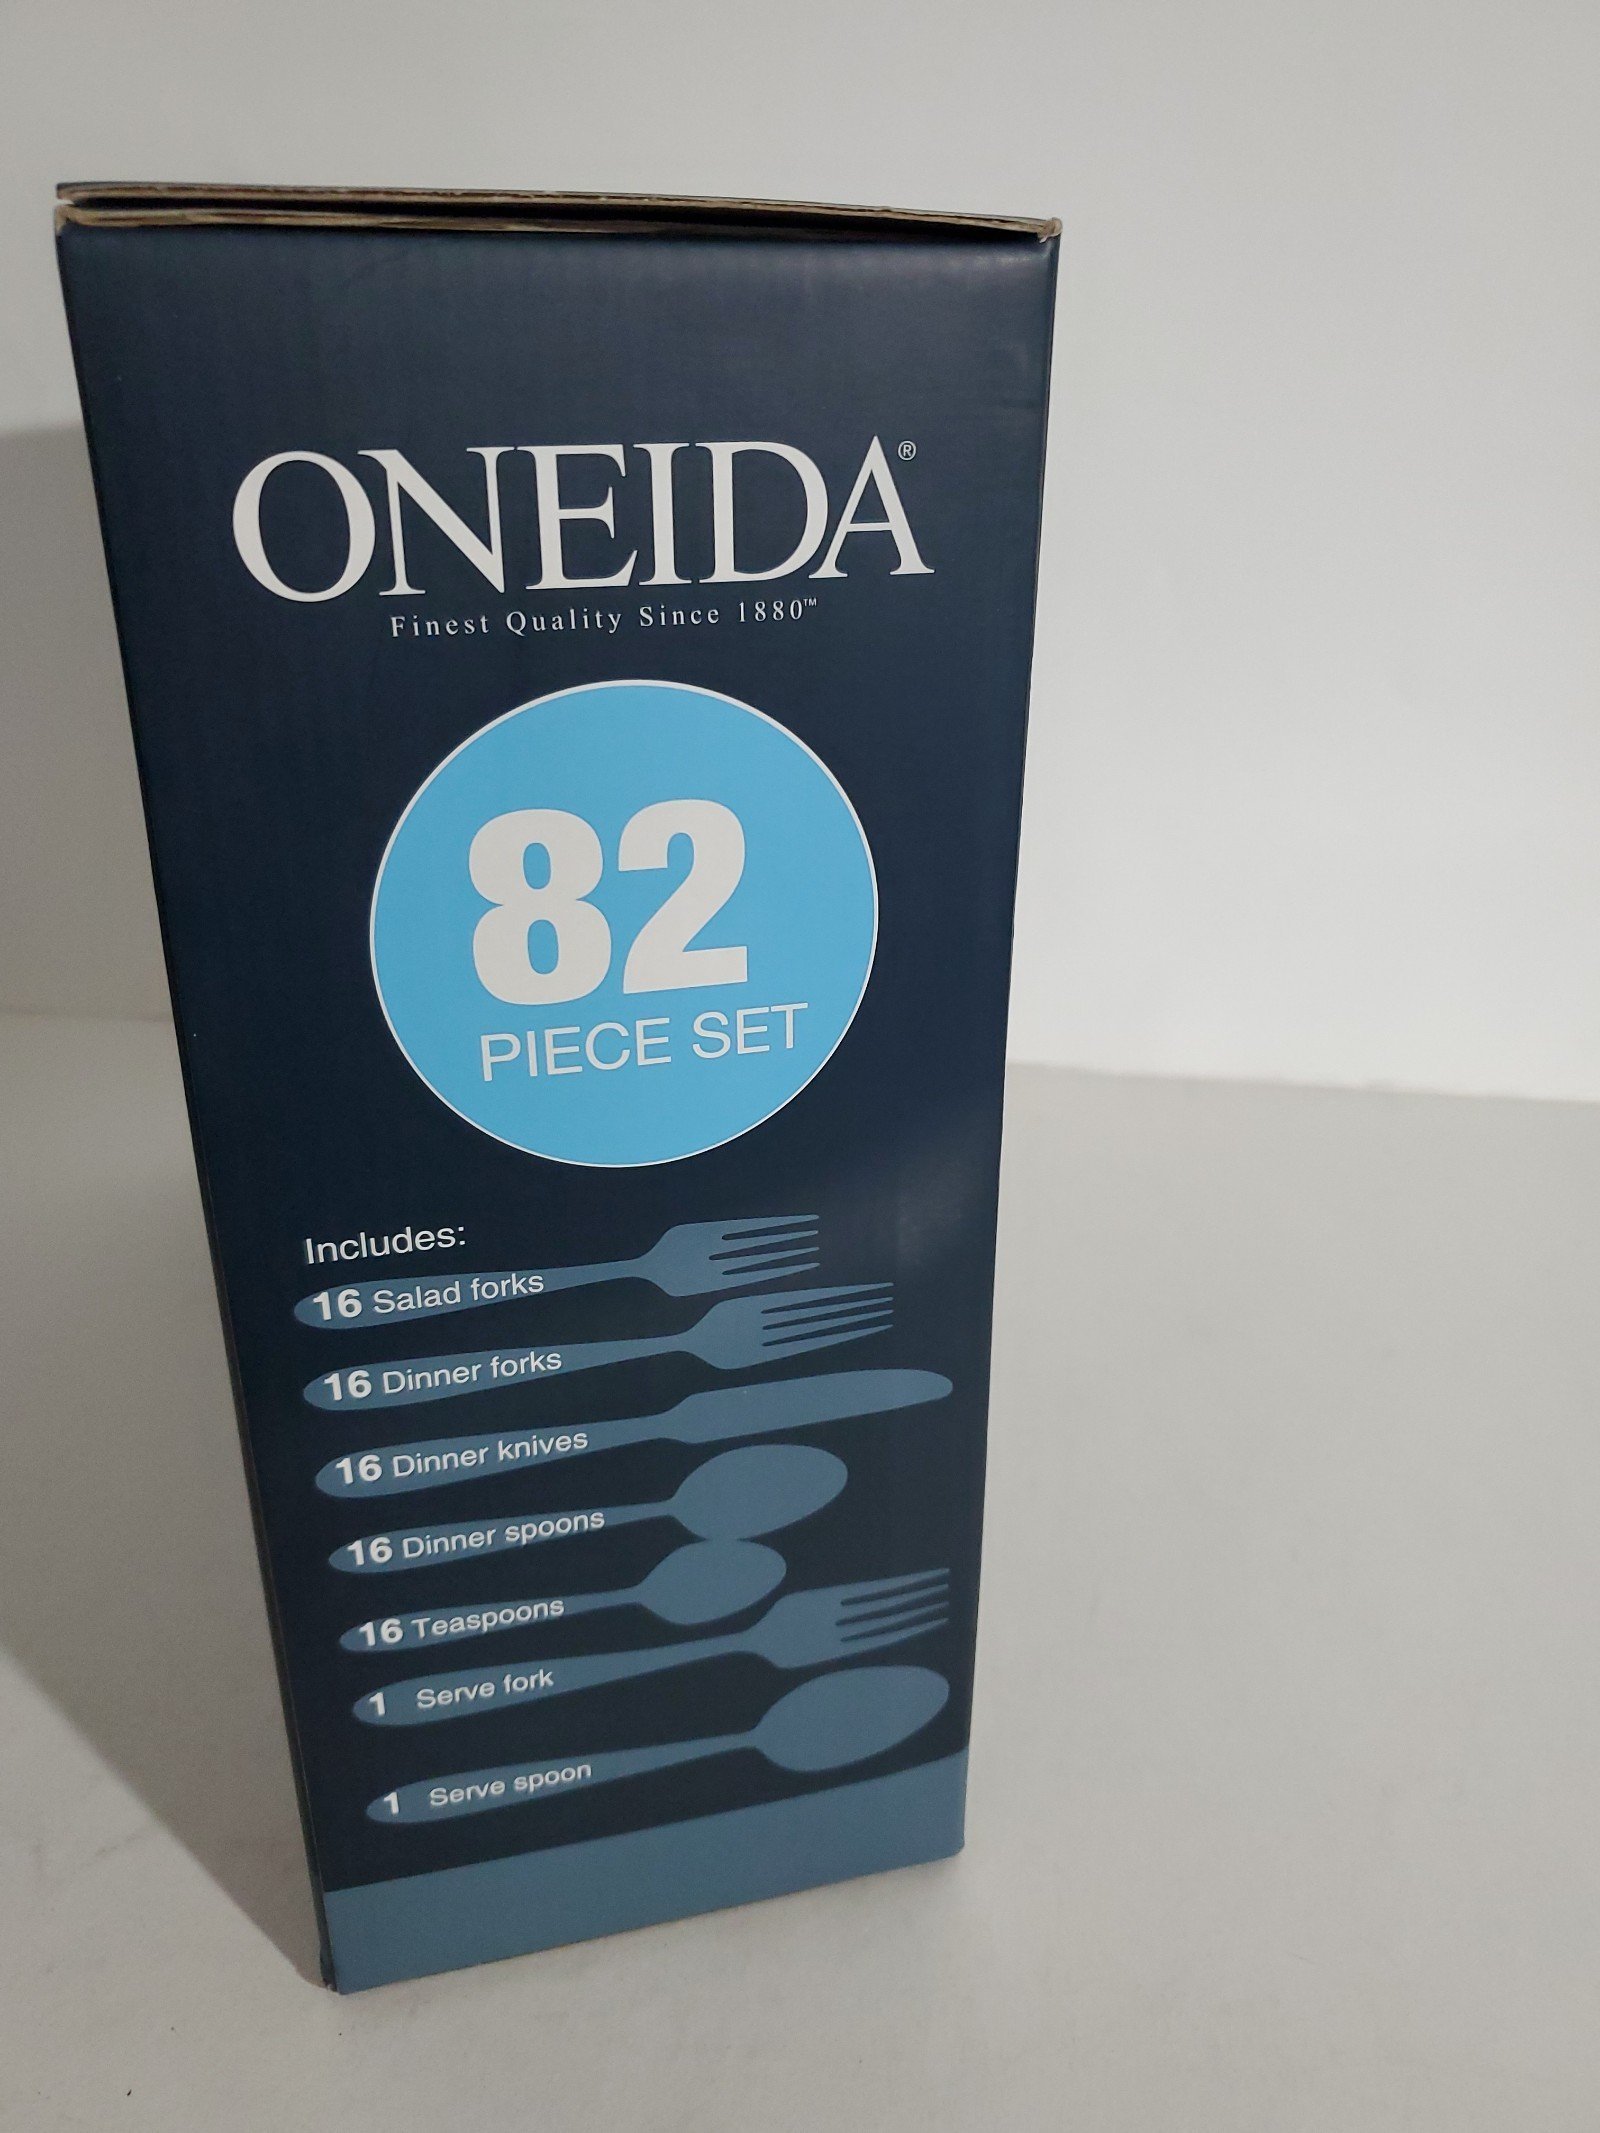 ONEIDA®
Finest Quality Since 1880™
82
PIECE SET
Includes:
16 Salad forks
16 Dinner forks
16 Dinner knives
16 Dinner spoons
16 Teaspoons
1 Serve fork
1 Serve spoon